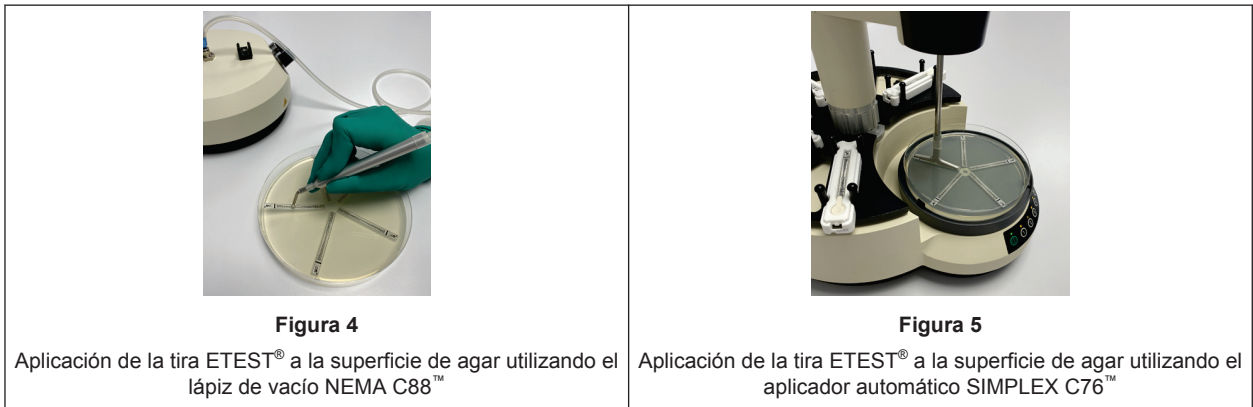 Figura 4
Aplicación de la tira ETEST® a la superficie de agar utilizando el
lápiz de vacío NEMA C88™
Figura 5
Aplicación de la tira ETEST® a la superficie de agar utilizando el
aplicador automático SIMPLEX C76™